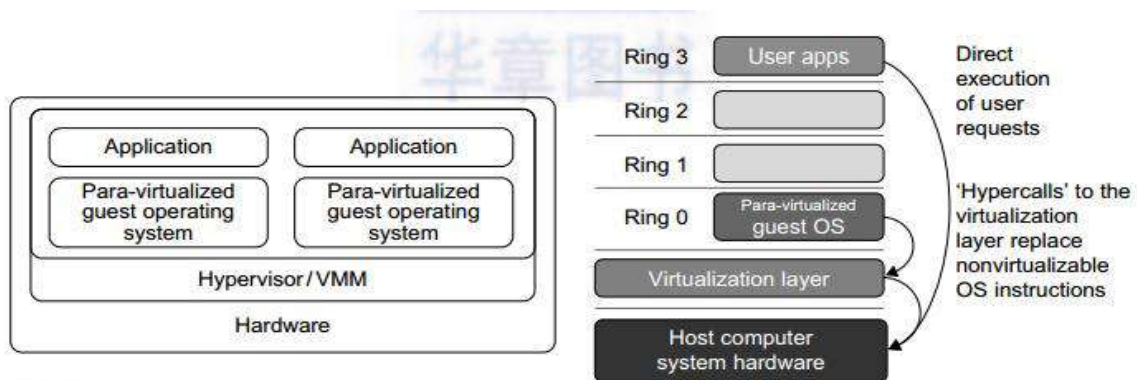 华章图书
Application
Application
Para-virtualized
guest operating
system
Para-virtualized
guest operating
system
Hypervisor/VMM
Hardware
Ring 3
User apps
Ring 2
Ring 1
Ring 0
Para-virtualized
guest OS
Virtualization layer
Host computer
system hardware
Direct
execution
of user
requests
‘Hypercalls’ to the
virtualization
layer replace
nonvirtualizable
OS instructions